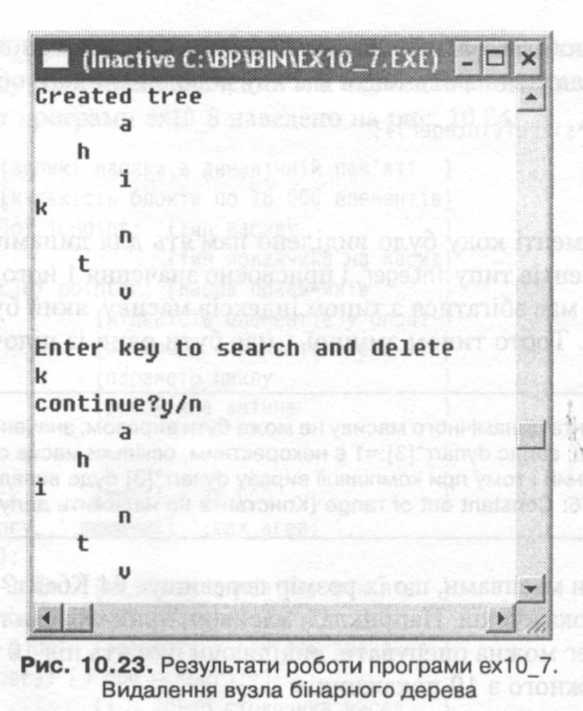 (Inactive C:\BP\BIN\EX10_7.EXE)
Created tree
a
h
i
k
n
t
v
Enter key to search and delete
k
continue?y/n
a
h
i
n
t
v
Рис. 10.23. Результати роботи програми ex10_7.
Видалення вузла бінарного дерева